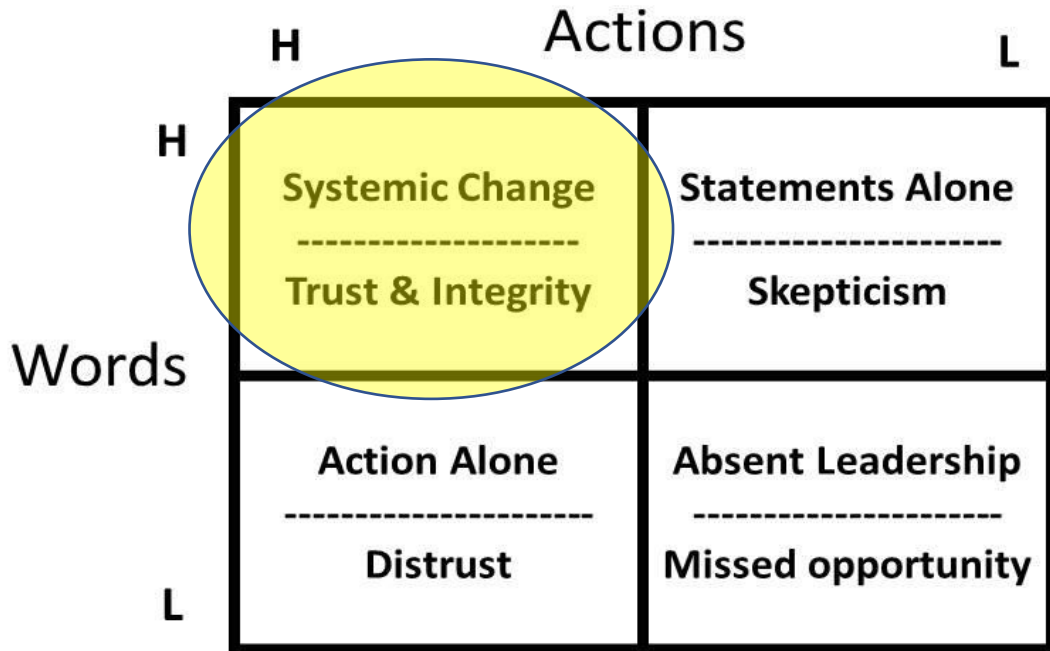 Actions
H
L
H
Systemic Change
--------------------
Trust & Integrity
Statements Alone
----------------------
Skepticism
Words
Action Alone
----------------------
Distrust
Absent Leadership
----------------------
Missed opportunity
L